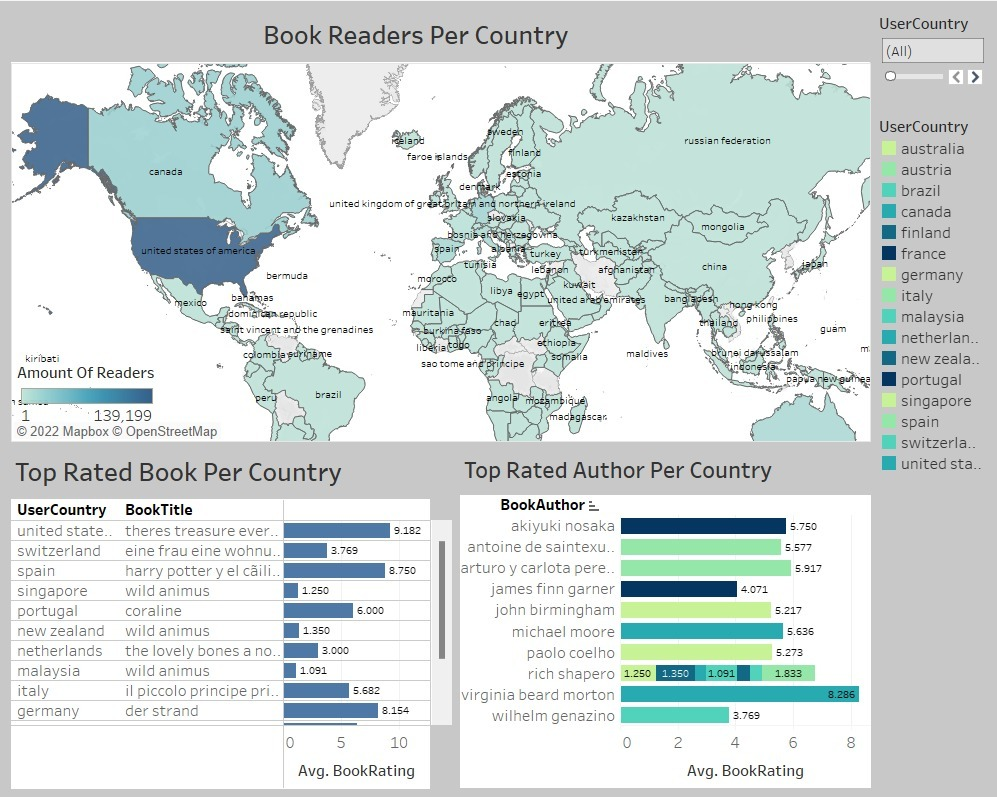 Book Readers Per Country
UserCountry
(All)
canada
iceland
faroe islands
sweden
finland
estonia
denmark
russian federation
united kingdom of great britain and northern ireland
slovakia
kazakhstan
mongolia
united states of america
bosnia and herzegovina
spain
albania
turkey
turkmenistan
china
japan
bermuda
tunisia
lebanon
afghanistan
morocco
kuwait
libya
egypt
united arab emirates
bangladesh
hong kong
mexico
bahamas
dominican republic
mauritania
chad
eritrea
thailand
philippines
guam
saint vincent and the grenadines
burkina faso
liberia
togo
ethiopia
somalia
maldives
brunei darussalam
kiribati
colombia
suriname
sao tome and principe
indonesia
papua new guinea
peru
brazil
angola
mozambique
madagascar
Amount Of Readers
1
139,199
© 2022 Mapbox © OpenStreetMap
UserCountry
australia
austria
brazil
canada
finland
france
germany
italy
malaysia
netherlan..
new zeala..
portugal
singapore
spain
switzerla..
united sta..
Top Rated Book Per Country
UserCountry BookTitle
united state.. theres treasure ever.. 9.182
switzerland eine frau eine wohnu.. 3.769
spain harry potter y el cãili.. 8.750
singapore wild animus 1.250
portugal coraline 6.000
new zealand wild animus 1.350
netherlands the lovely bones a no.. 3.000
malaysia wild animus 1.091
italy il piccolo principe pri.. 5.682
germany der strand 8.154
0 5 10
Avg. BookRating
Top Rated Author Per Country
BookAuthor
akiyuki nosaka 5.750
antoine de saintexu.. 5.577
arturo y carlota pere.. 5.917
james finn garner 4.071
john birmingham 5.217
michael moore 5.636
paolo coelho 5.273
rich shapero 1.250 1.350 1.091 1.833
virginia beard morton 8.286
wilhelm genazino 3.769
0 2 4 6 8
Avg. BookRating